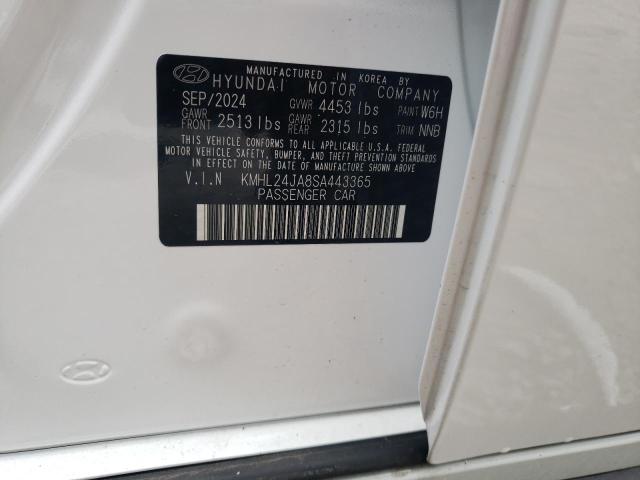 MANUFACTURED IN KOREA BY
HYUNDAI MOTOR COMPANY
SEP/2024 GVWR 4453 lbs PAINT W6H
GAWR FRONT 2513 lbs GAWR REAR 2315 lbs TRIM NNB
THIS VEHICLE CONFORMS TO ALL APPLICABLE U.S.A. FEDERAL
MOTOR VEHICLE SAFETY, BUMPER, AND THEFT PREVENTION STANDARDS
IN EFFECT ON THE DATE OF MANUFACTURE SHOWN ABOVE.
V.I.N KMHL24JA8SA443365
PASSENGER CAR